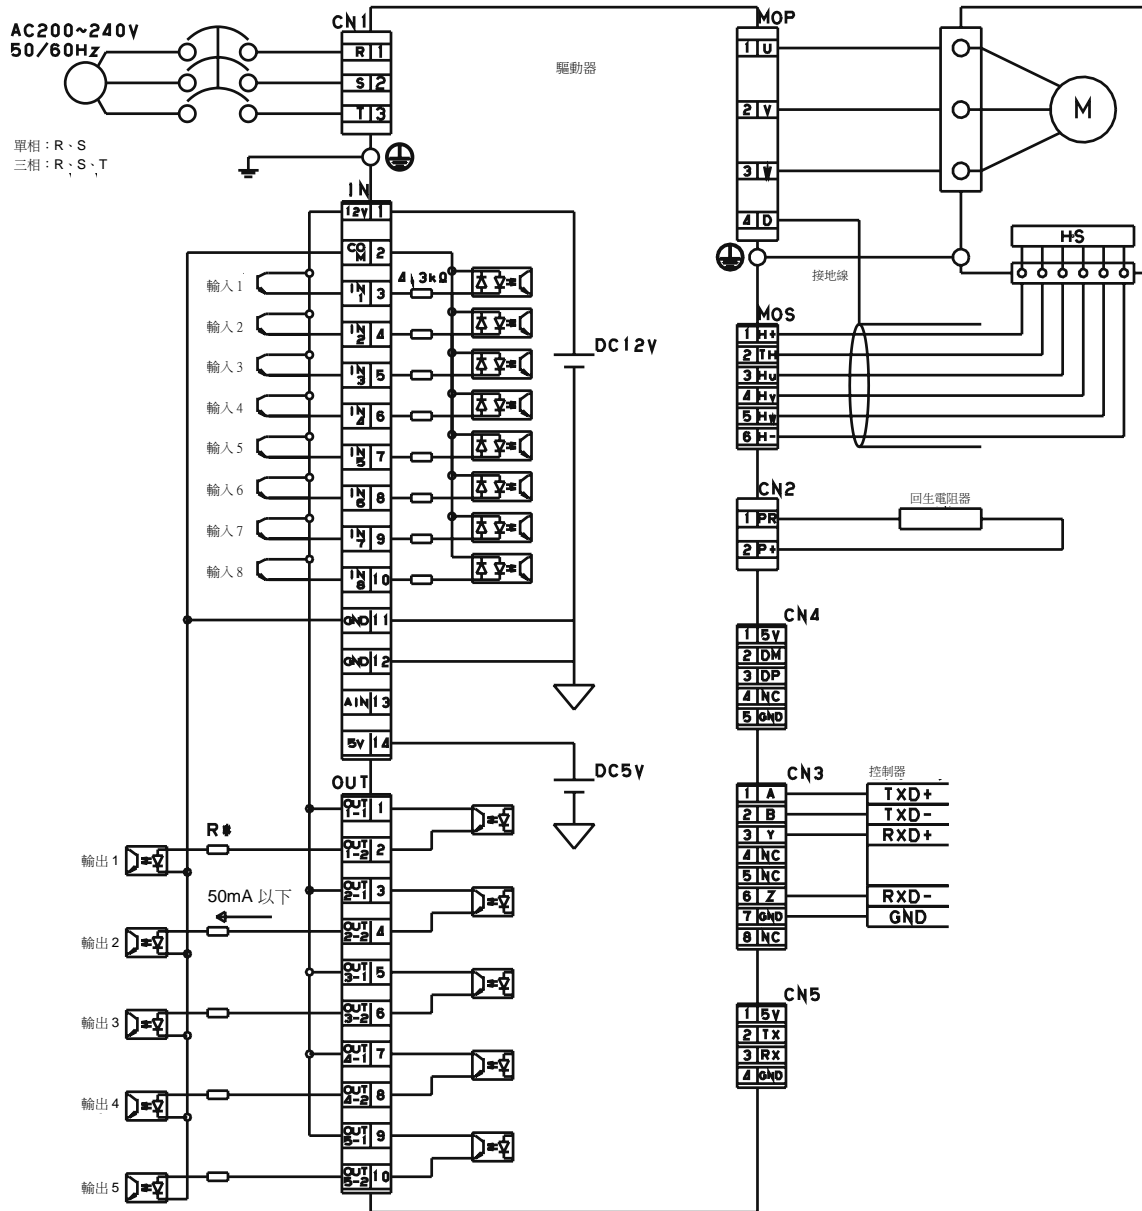 AC200~240V
50/60Hz
單相：R、S
三相：R、S、T
CN1
R 1
S 2
T 3
驅動器
IN
12V 1
COM 2
IN1 3
IN2 4
IN3 5
IN4 6
IN5 7
IN6 8
IN7 9
IN8 10
GND 11
GND 12
AIN 13
5V 14
輸入 1
輸入 2
輸入 3
輸入 4
輸入 5
輸入 6
輸入 7
輸入 8
DC12V
DC5V
OUT
OUT1-1 1
OUT1-2 2
OUT2-1 3
OUT2-2 4
OUT3-1 5
OUT3-2 6
OUT4-1 7
OUT4-2 8
OUT5-1 9
OUT5-2 10
50mA 以下
輸出 1
輸出 2
輸出 3
輸出 4
輸出 5
MOP
1 U
2 V
3 W
4 D
M
HS
接地線
MOS
1 H+
2 TH
3 Hu
4 Hv
5 Hw
6 H-
CN2
1 PR
2 P+
回生電阻器
CN4
1 5V
2 DM
3 DP
4 NC
5 GND
CN3
1 A
2 B
3 Y
4 NC
5 NC
6 Z
7 GND
8 NC
控制器
TXD+
TXD-
RXD+
RXD-
GND
CN5
1 5V
2 TX
3 RX
4 GND